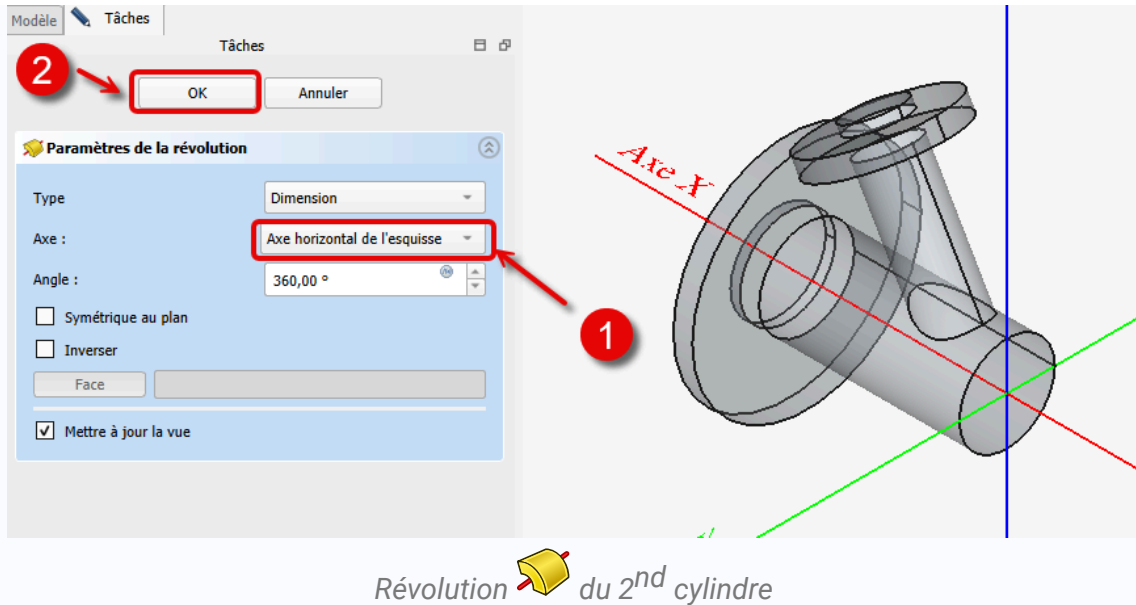 Modèle Tâches
Tâches
2
OK Annuler
Paramètres de la révolution
Type Dimension
Axe : Axe horizontal de l'esquisse
Angle : 360,00 °
1
Symétrique au plan
Inverser
Face
Mettre à jour la vue
Axe X
Révolution du 2nd cylindre